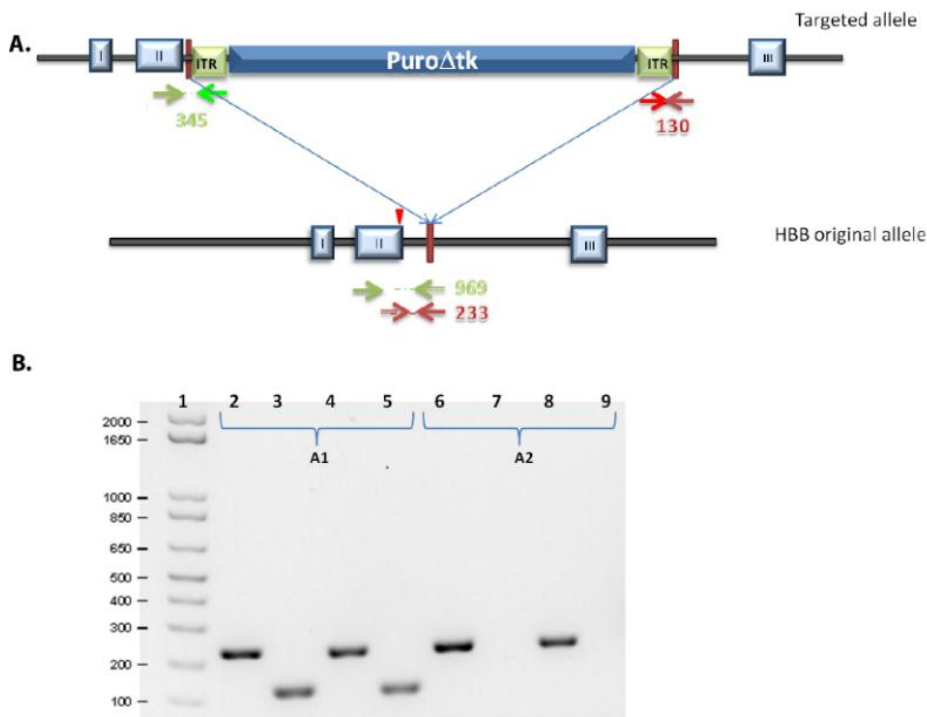 A.
Targeted allele
I II ITR PuroΔtk ITR III
345 130
HBB original allele
I II III
969
233
B.
1 2 3 4 5 6 7 8 9
A1 A2
2000
1650
1000
850
650
500
400
300
200
100